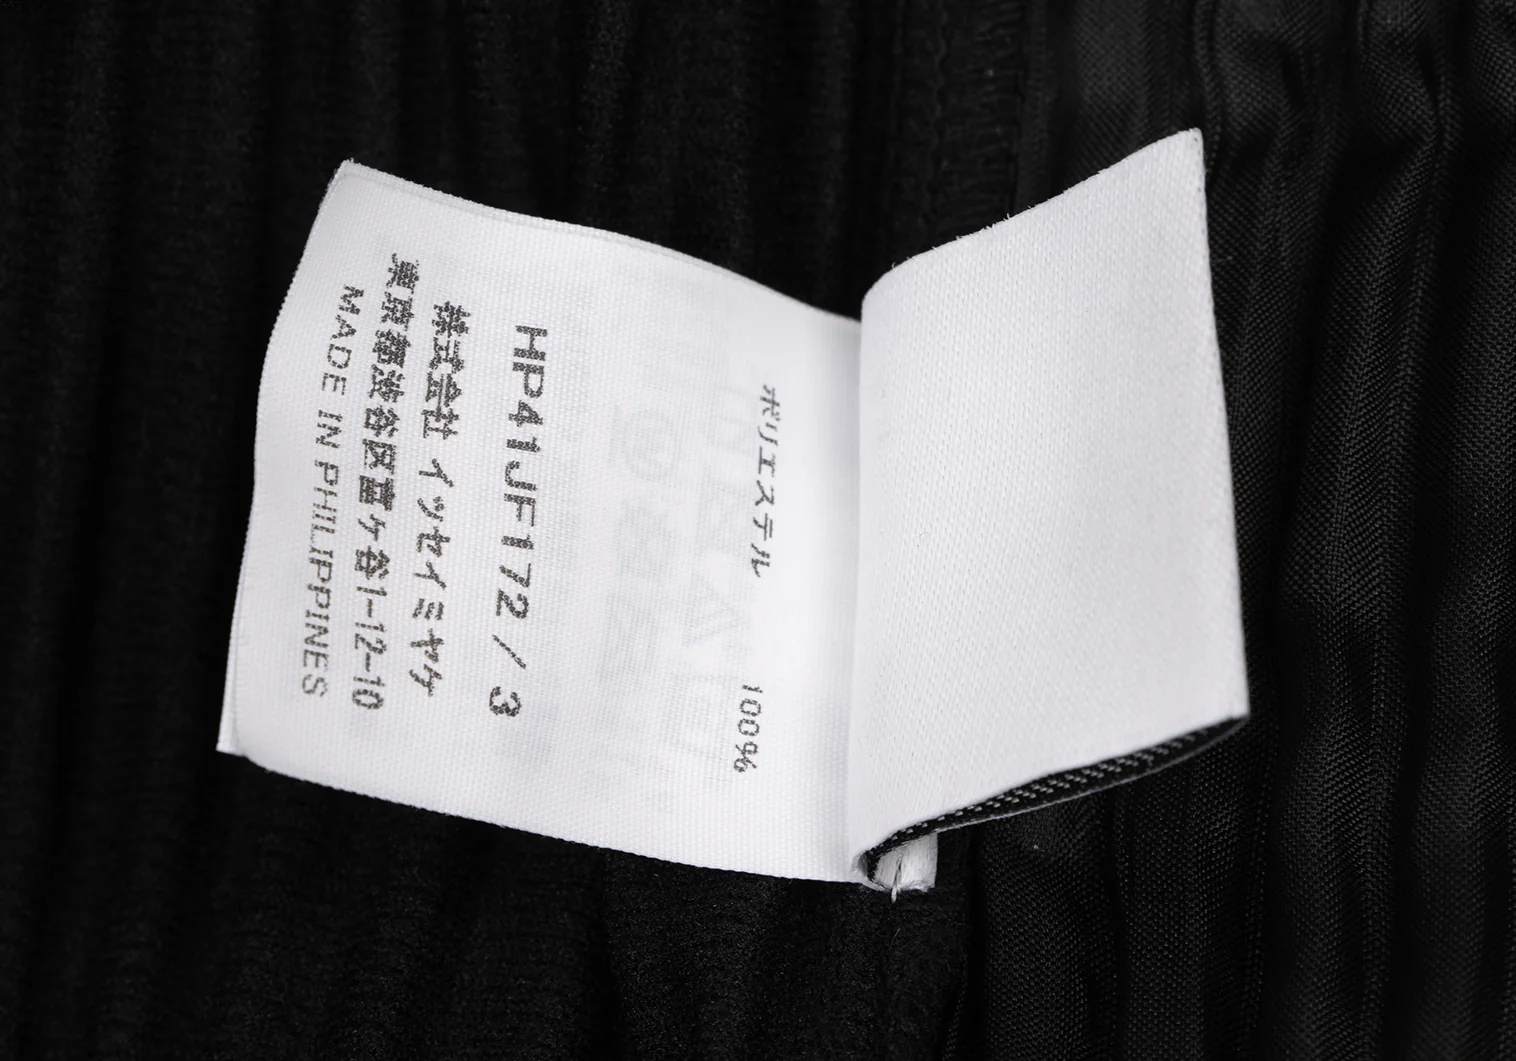 ポリエステル 100%
HP41JF172 / 3
株式会社 イッセイミヤケ
東京都渋谷区富ヶ谷1-12-10
MADE IN PHILIPPINES